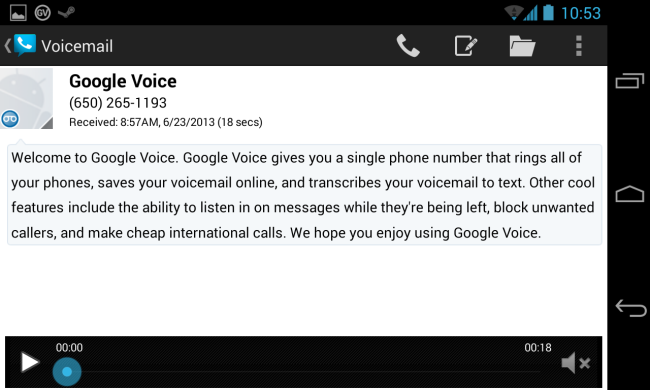 GV
10:53
Voicemail
Google Voice
(650) 265-1193
Received: 8:57AM, 6/23/2013 (18 secs)
Welcome to Google Voice. Google Voice gives you a single phone number that rings all of
your phones, saves your voicemail online, and transcribes your voicemail to text. Other cool
features include the ability to listen in on messages while they're being left, block unwanted
callers, and make cheap international calls. We hope you enjoy using Google Voice.
00:00
00:18